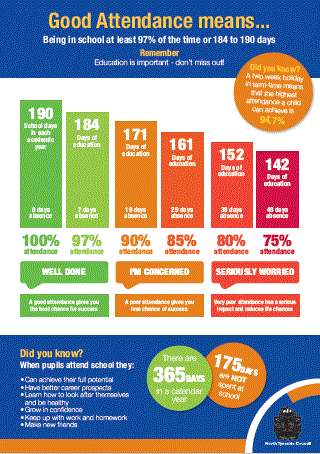 Good Attendance means...
Being in school at least 97% of the time or 184 to 190 days
Remember
Education is important - don't miss out!
Did you know?
A two week holiday
in term time means
that the highest
attendance a child
can achieve is
94.7%
190
School days
in each
academic
year
0 days
absence
184
Days of
education
7 days
absence
171
Days of
education
19 days
absence
161
Days of
education
29 days
absence
152
Days of
education
38 days
absence
142
Days of
education
48 days
absence
100%
attendance
97%
attendance
90%
attendance
85%
attendance
80%
attendance
75%
attendance
WELL DONE
I'M CONCERNED
SERIOUSLY WORRIED
A good attendance gives you
the best chance for success
A poor attendance gives you
less chance of success
Very poor attendance has a serious
impact and reduces life chances
Did you know?
When pupils attend school they:
• Can achieve their full potential
• Have better career prospects
• Learn how to look after themselves
and be healthy
• Grow in confidence
• Keep up with work and homework
• Make new friends
There are
365 DAYS
in a calendar
year
175 DAYS
are NOT
spent at
school
North Tyneside Council